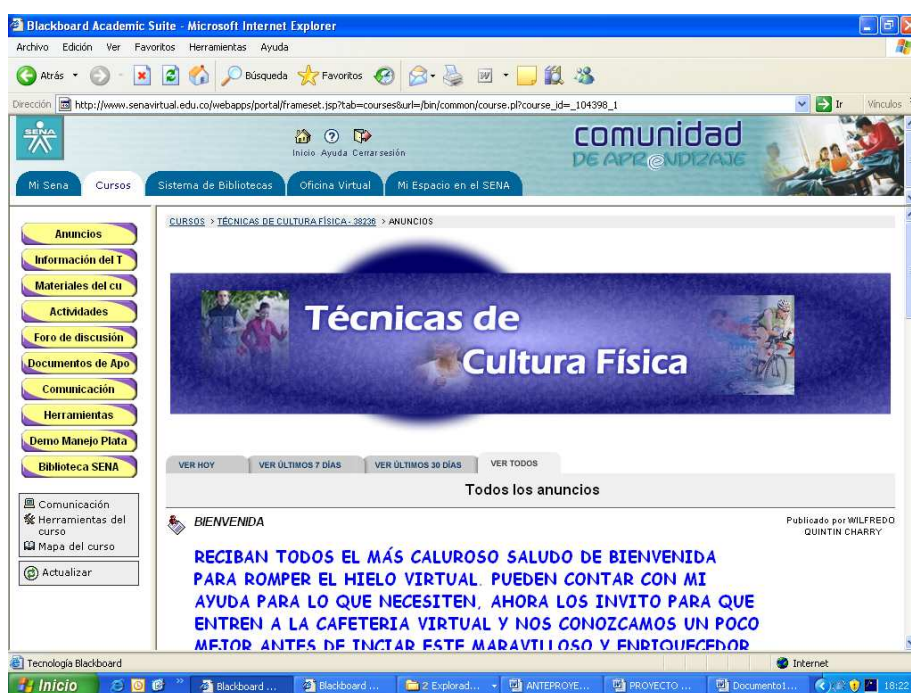 Blackboard Academic Suite - Microsoft Internet Explorer
Archivo Edición Ver Favoritos Herramientas Ayuda
Atrás Búsqueda Favoritos
Dirección http://www.senavirtual.edu.co/webapps/portal/frameset.jsp?tab=courses&url=/bin/common/course.pl?course_id=_104398_1 Ir Vínculos
SENA
Inicio Ayuda Cerrar sesión
comunidad
DE APR@NDIZAJE
Mi Sena Cursos Sistema de Bibliotecas Oficina Virtual Mi Espacio en el SENA
CURSOS > TÉCNICAS DE CULTURA FÍSICA - 38236 > ANUNCIOS
Anuncios
Información del T
Materiales del cu
Actividades
Foro de discusión
Documentos de Apo
Comunicación
Herramientas
Demo Manejo Plata
Biblioteca SENA
Comunicación
Herramientas del
curso
Mapa del curso
Actualizar
Técnicas de
Cultura Física
VER HOY VER ÚLTIMOS 7 DÍAS VER ÚLTIMOS 30 DÍAS VER TODOS
Todos los anuncios
BIENVENIDA
Publicado por WILFREDO
QUINTIN CHARRY
RECIBAN TODOS EL MÁS CALUROSO SALUDO DE BIENVENIDA
PARA ROMPER EL HIELO VIRTUAL. PUEDEN CONTAR CON MI
AYUDA PARA LO QUE NECESITEN, AHORA LOS INVITO PARA QUE
ENTREN A LA CAFETERIA VIRTUAL Y NOS CONOZCAMOS UN POCO
MEJOR ANTES DE INCIAR ESTE MARAVILLOSO Y ENRIQUECEDOR
Tecnología Blackboard Internet
Inicio Blackboard ... Blackboard ... 2 Explorad... ANTEPROYE... PROYECTO ... Documento1... 18:22